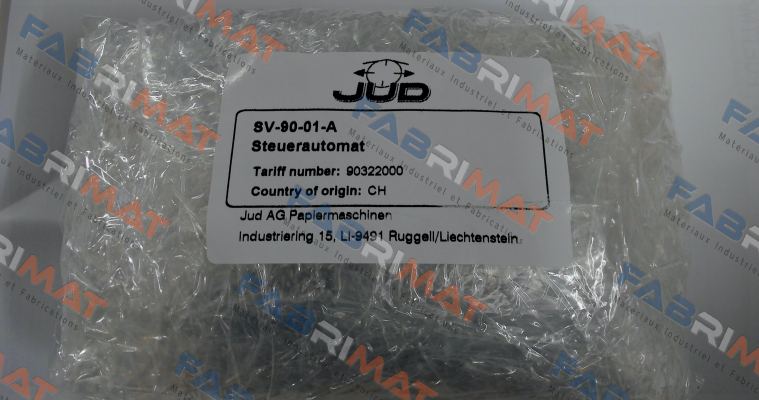 JUD
SV-90-01-A
Steuerautomat
Tariff number: 90322000
Country of origin: CH
Jud AG Papiermaschinen
Industriering 15, LI-9491 Ruggell/Liechtenstein
FABRIMAT
Materiaux Industriel et Fabrications